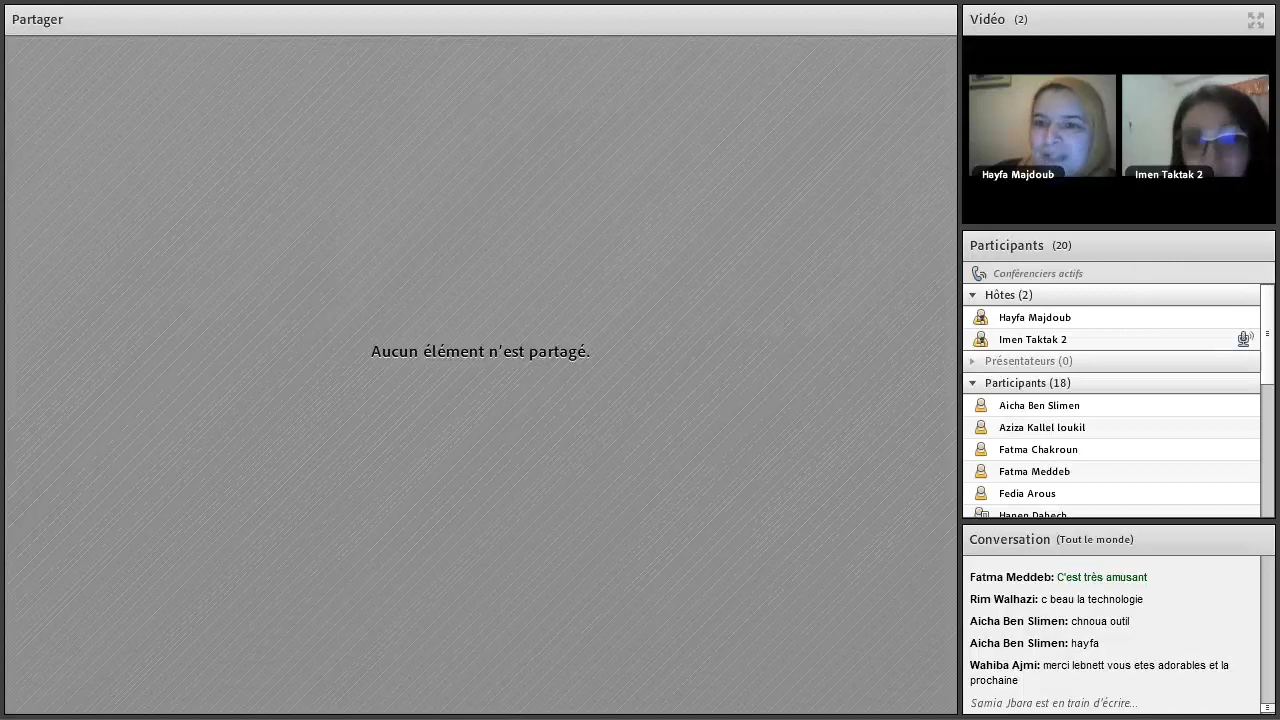 Partager
Aucun élément n'est partagé.
Vidéo (2)
Hayfa Majdoub
Imen Taktak 2
Participants (20)
Conférenciers actifs
Hôtes (2)
Hayfa Majdoub
Imen Taktak 2
Présentateurs (0)
Participants (18)
Aicha Ben Slimen
Aziza Kallel loukil
Fatma Chakroun
Fatma Meddeb
Fedia Arous
Hanen Dabech
Conversation (Tout le monde)
Fatma Meddeb: C'est très amusant
Rim Walhazi: c beau la technologie
Aicha Ben Slimen: chnoua outil
Aicha Ben Slimen: hayfa
Wahiba Ajmi: merci lebnett vous etes adorables et la
prochaine
Samia Jbara est en train d'écrire...